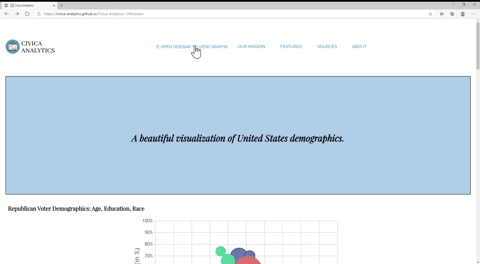 Civica Analytics
https://civica-analytics.github.io/Civica-Analytics-1/#mission
CIVICA
ANALYTICS
☰ OPEN SIDEBAR TO VIEW GRAPHS
OUR MISSION
FEATURED
SOURCES
ABOUT
A beautiful visualization of United States demographics.
Republican Voter Demographics: Age, Education, Race
100%
90%
80%
70%
(in %)